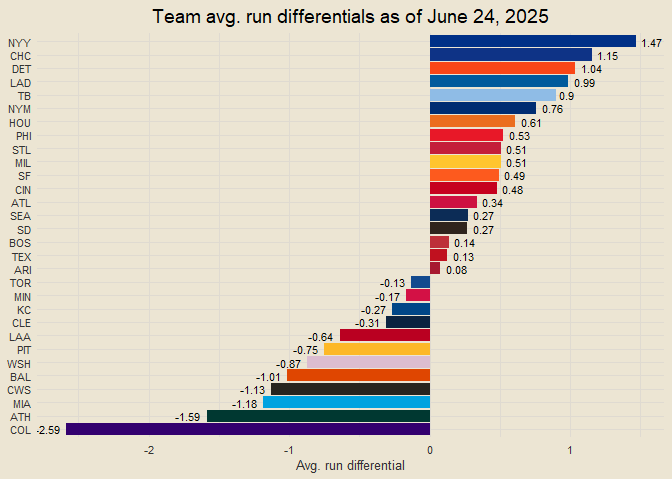 Team avg. run differentials as of June 24, 2025
NYY 1.47
CHC 1.15
DET 1.04
LAD 0.99
TB 0.9
NYM 0.76
HOU 0.61
PHI 0.53
STL 0.51
MIL 0.51
SF 0.49
CIN 0.48
ATL 0.34
SEA 0.27
SD 0.27
BOS 0.14
TEX 0.13
ARI 0.08
TOR -0.13
MIN -0.17
KC -0.27
CLE -0.31
LAA -0.64
PIT -0.75
WSH -0.87
BAL -1.01
CWS -1.13
MIA -1.18
ATH -1.59
COL -2.59
-2 -1 0 1
Avg. run differential